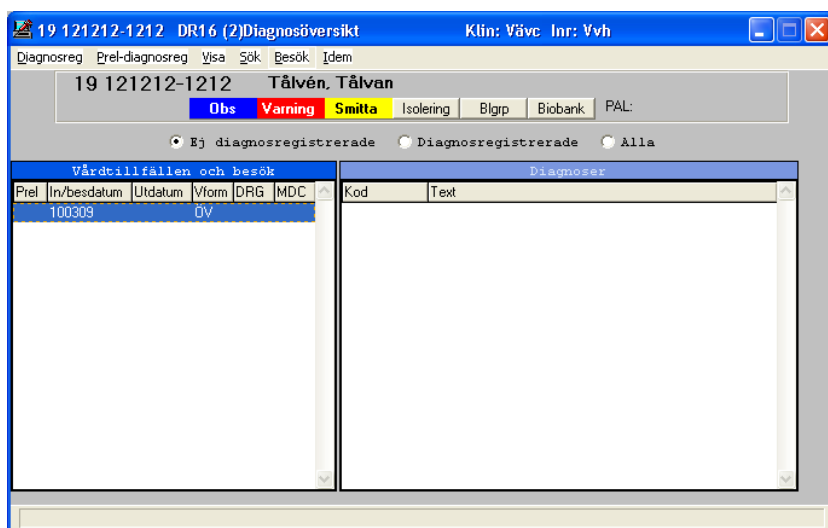 19 121212-1212 DR16 (2)Diagnosöversikt Klin: Vävc Inr: Vvh
Diagnosreg Prel-diagnosreg Visa Sök Besök Idem
19 121212-1212 Tålvén, Tålvan
Obs Varning Smitta Isolering Blgrp Biobank PAL:
Ej diagnosregistrerade Diagnosregistrerade Alla
Vårdtillfällen och besök Diagnoser
Prel In/besdatum Utdatum Vform DRG MDC Kod Text
100309 ÖV